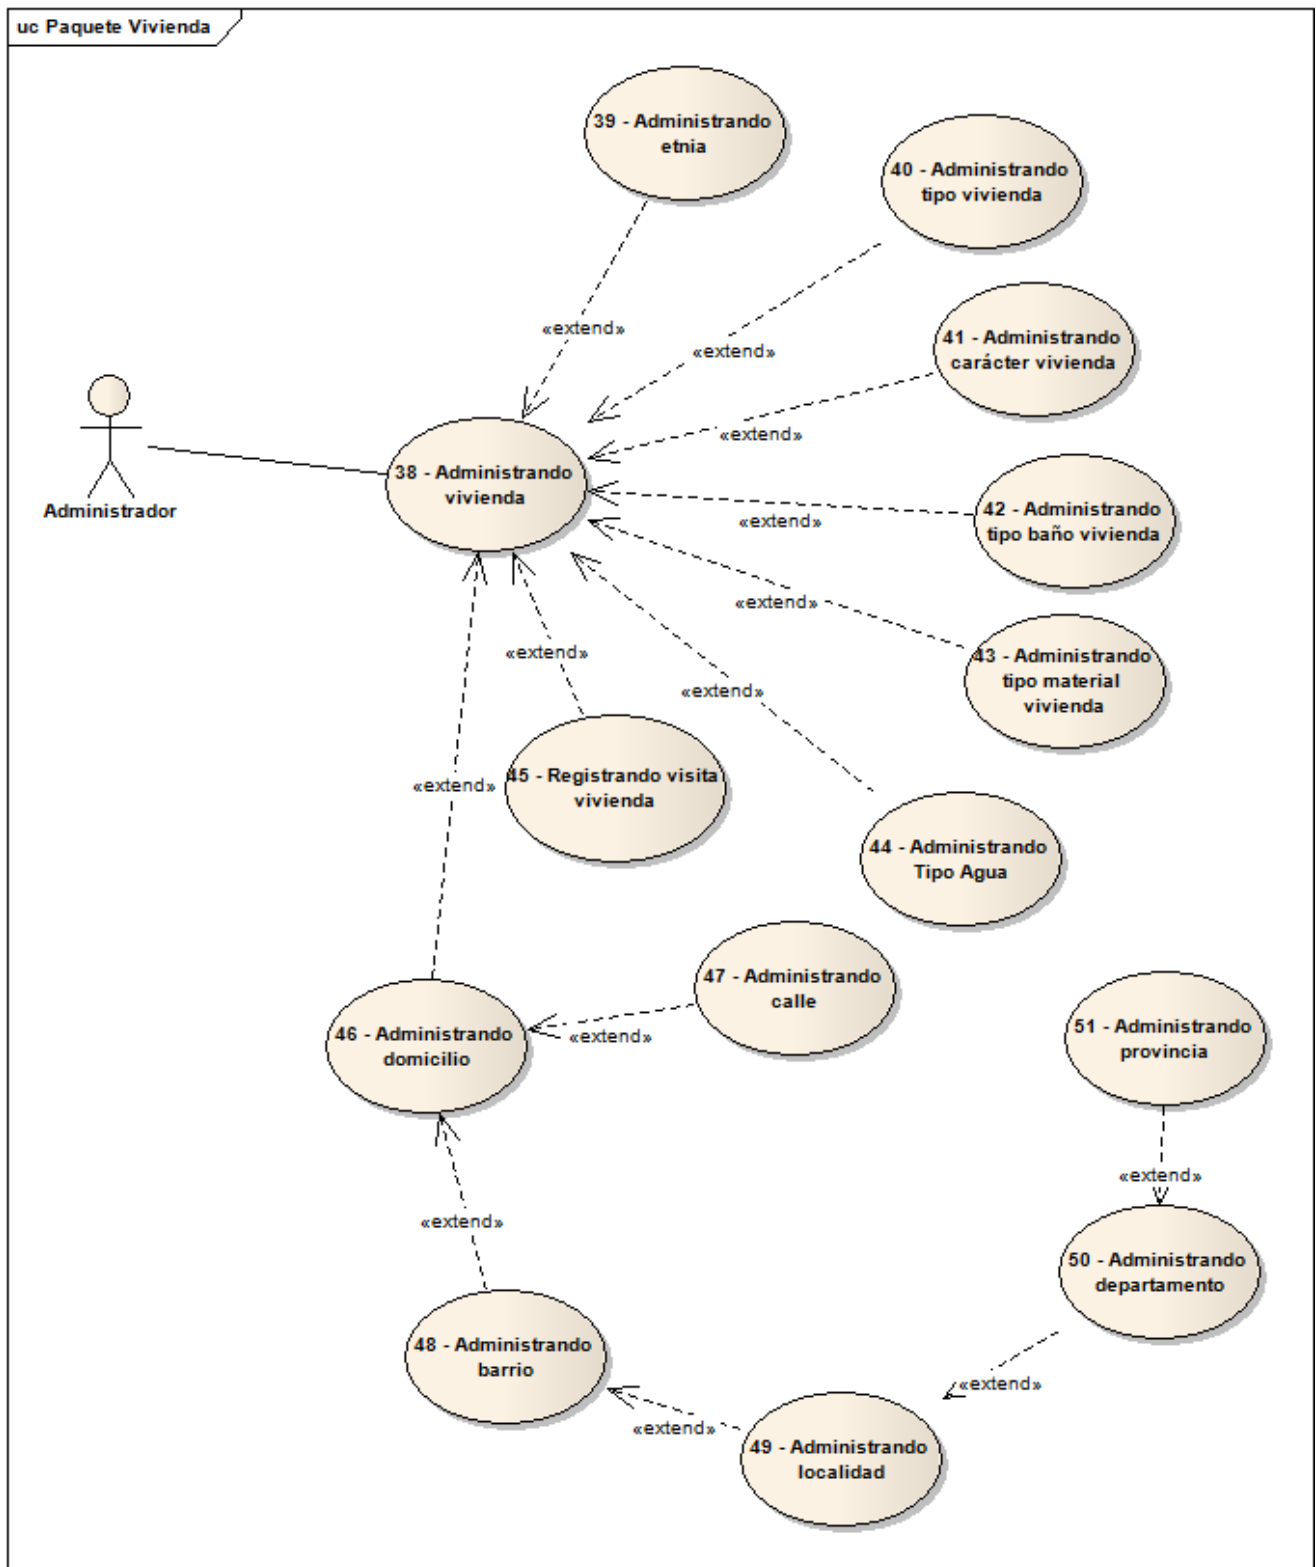 uc Paquete Vivienda
39 - Administrando
etnia
40 - Administrando
tipo vivienda
«extend»
«extend»
41 - Administrando
carácter vivienda
«extend»
Administrador
38 - Administrando
vivienda
42 - Administrando
tipo baño vivienda
«extend»
«extend»
43 - Administrando
tipo material
vivienda
«extend»
«extend»
«extend»
45 - Registrando visita
vivienda
44 - Administrando
Tipo Agua
47 - Administrando
calle
46 - Administrando
domicilio
«extend»
51 - Administrando
provincia
«extend»
«extend»
50 - Administrando
departamento
48 - Administrando
barrio
«extend»
«extend»
49 - Administrando
localidad